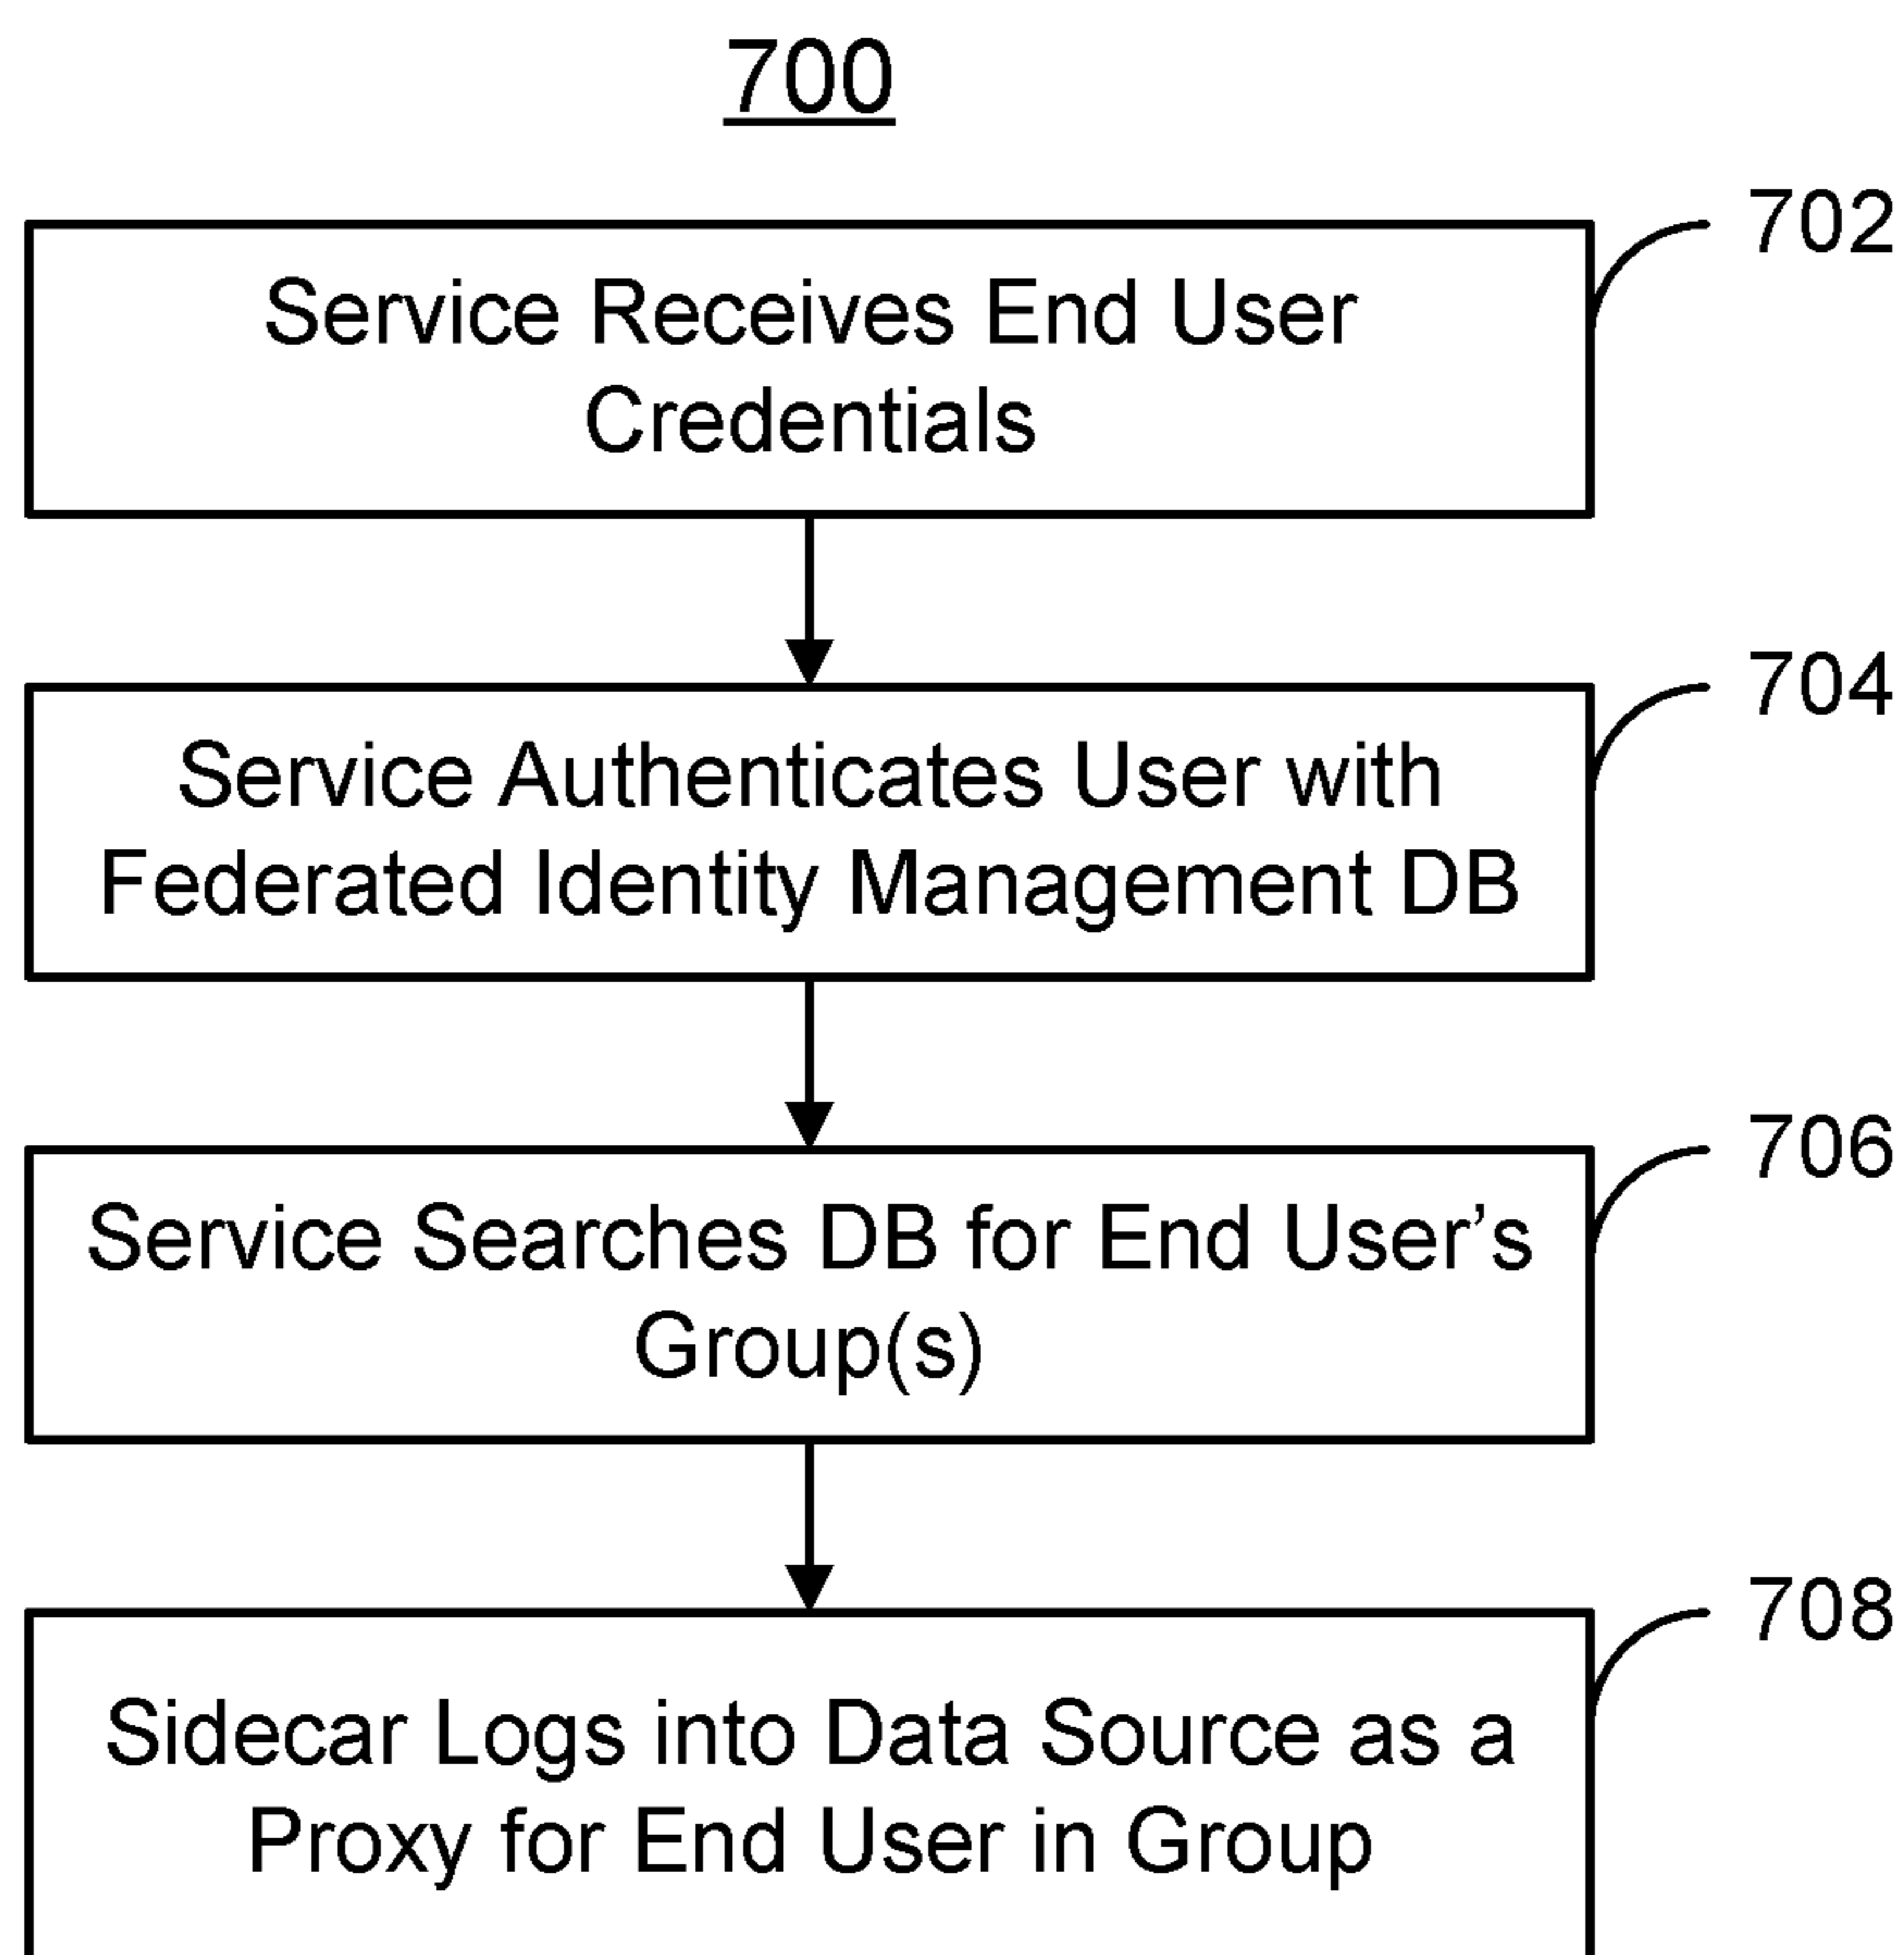 700
702
Service Receives End User
Credentials
704
Service Authenticates User with
Federated Identity Management DB
706
Service Searches DB for End User’s
Group(s)
708
Sidecar Logs into Data Source as a
Proxy for End User in Group